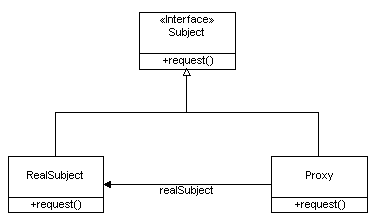 «Interface»
Subject
+request()
RealSubject
+request()
realSubject
Proxy
+request()